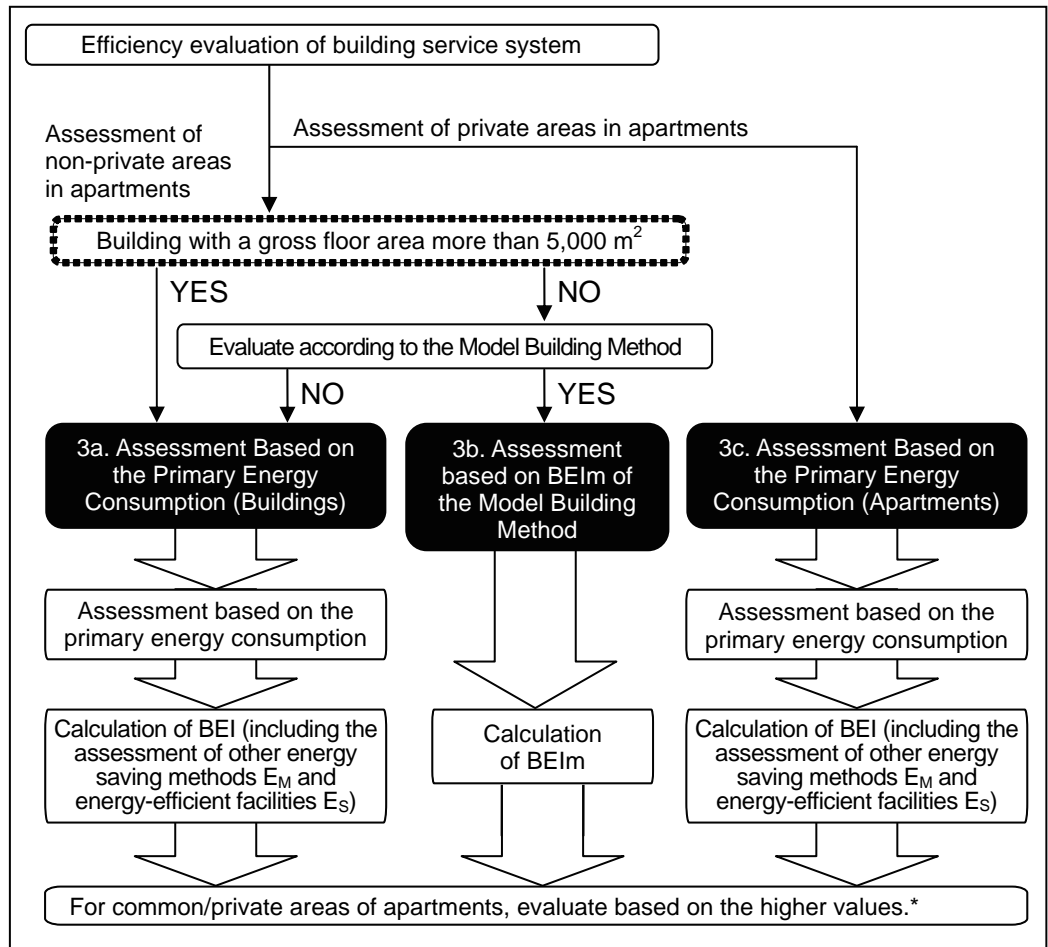 Efficiency evaluation of building service system
Assessment of private areas in apartments
Assessment of
non-private areas
in apartments
Building with a gross floor area more than 5,000 m²
YES
NO
Evaluate according to the Model Building Method
NO
YES
3a. Assessment Based on
the Primary Energy
Consumption (Buildings)
3b. Assessment
based on BEIm of
the Model Building
Method
3c. Assessment Based on
the Primary Energy
Consumption (Apartments)
Assessment based on the
primary energy consumption
Assessment based on the
primary energy consumption
Calculation of BEI (including the
assessment of other energy
saving methods E_M and
energy-efficient facilities E_S)
Calculation
of BEIm
Calculation of BEI (including the
assessment of other energy
saving methods E_M and
energy-efficient facilities E_S)
For common/private areas of apartments, evaluate based on the higher values.*